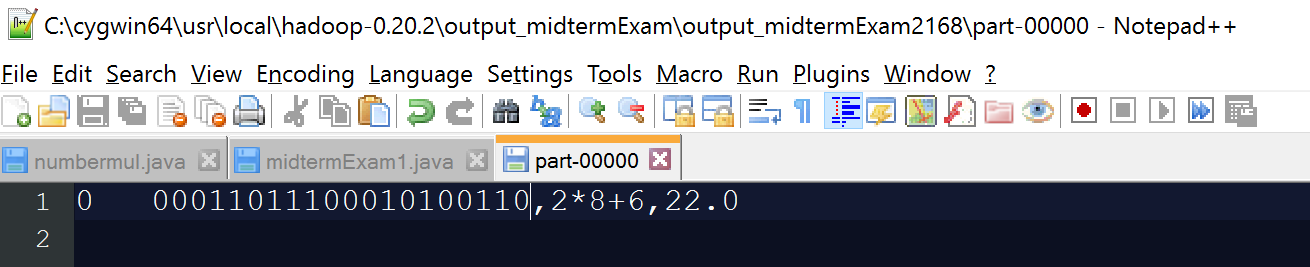 C:\cygwin64\usr\local\hadoop-0.20.2\output_midtermExam\output_midtermExam2168\part-00000 - Notepad++
File Edit Search View Encoding Language Settings Tools Macro Run Plugins Window ?
numbermul.java midtermExam1.java part-00000
1 0 00011011100010100110,2*8+6,22.0
2